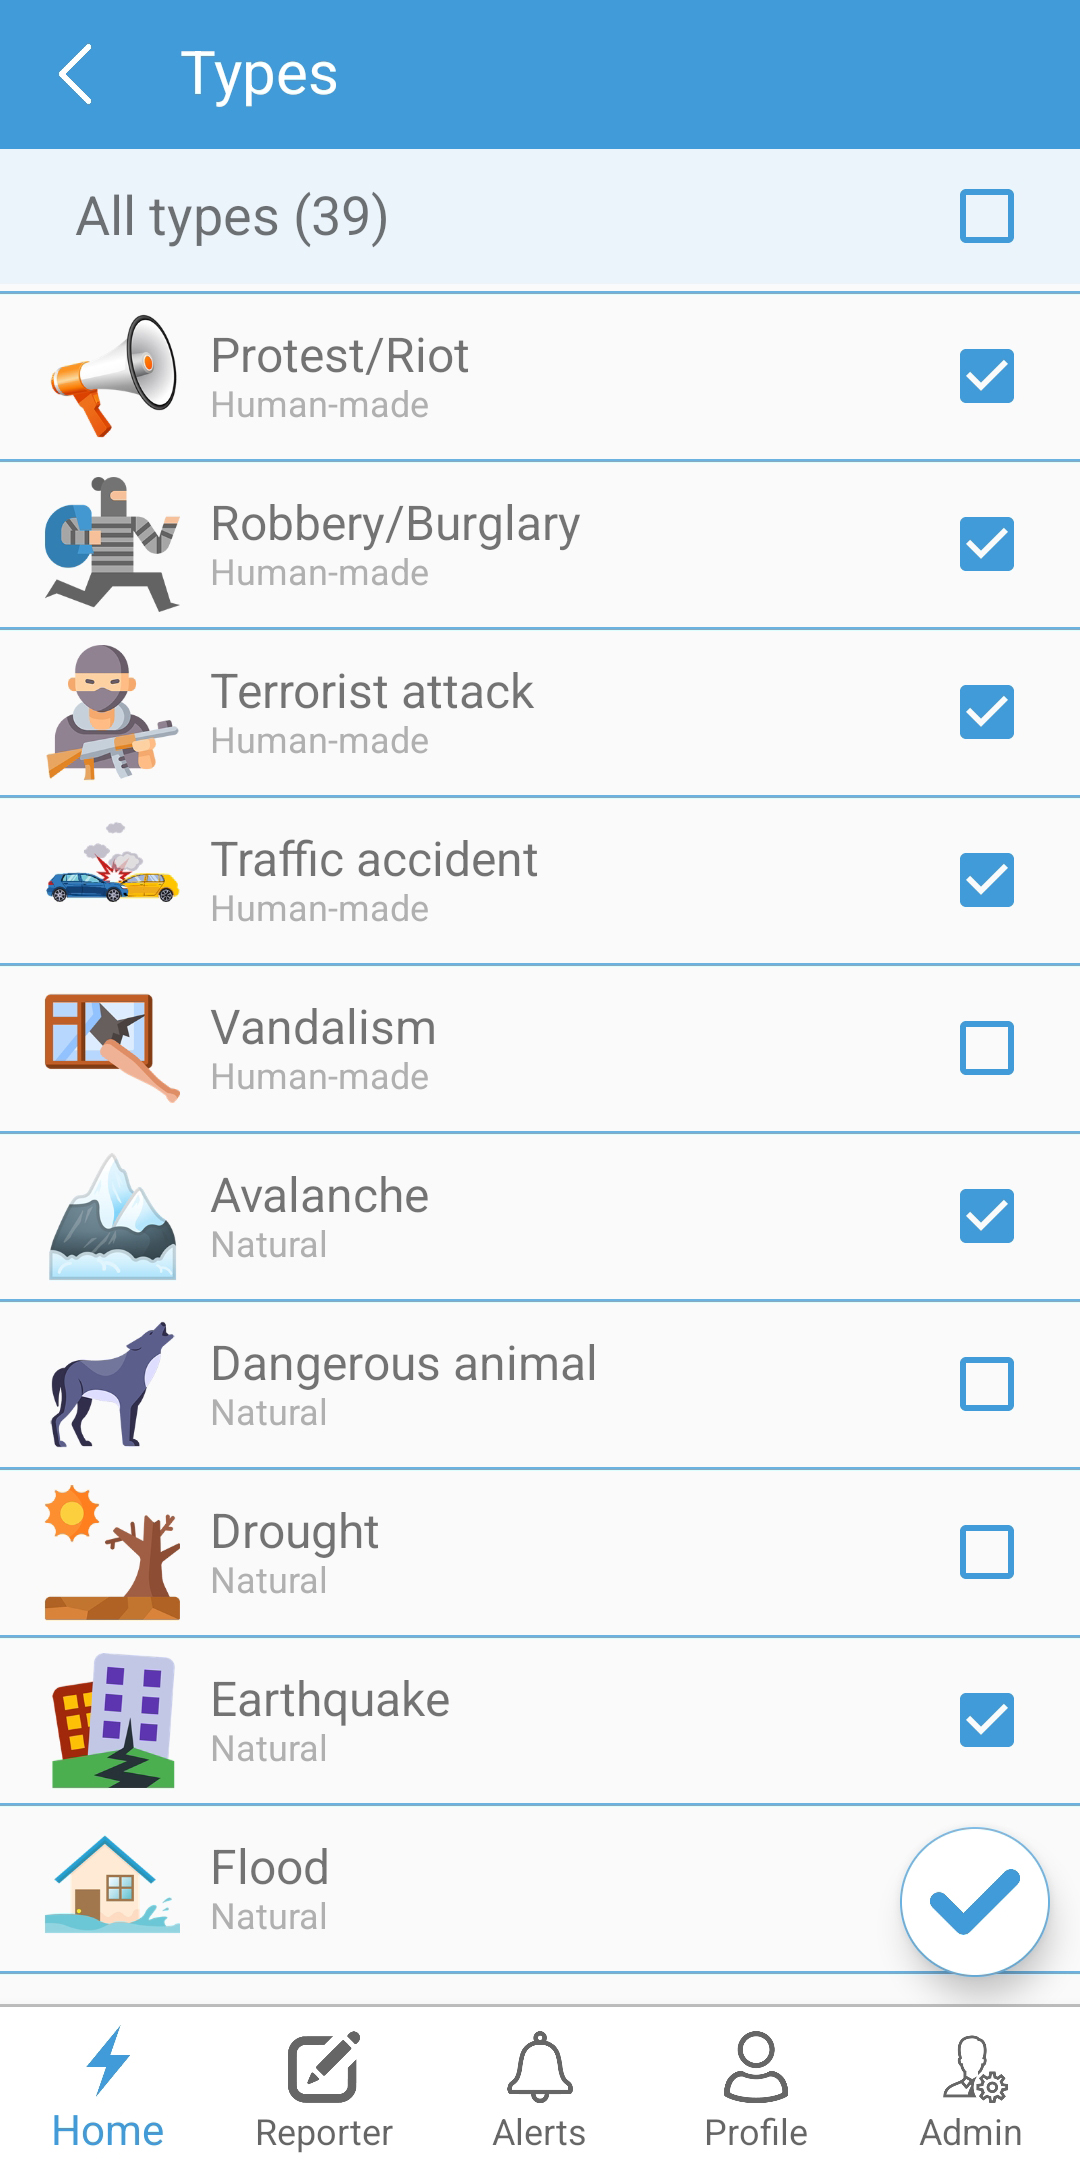 Types
All types (39)
Protest/Riot
Human-made
Robbery/Burglary
Human-made
Terrorist attack
Human-made
Traffic accident
Human-made
Vandalism
Human-made
Avalanche
Natural
Dangerous animal
Natural
Drought
Natural
Earthquake
Natural
Flood
Natural
Home
Reporter
Alerts
Profile
Admin